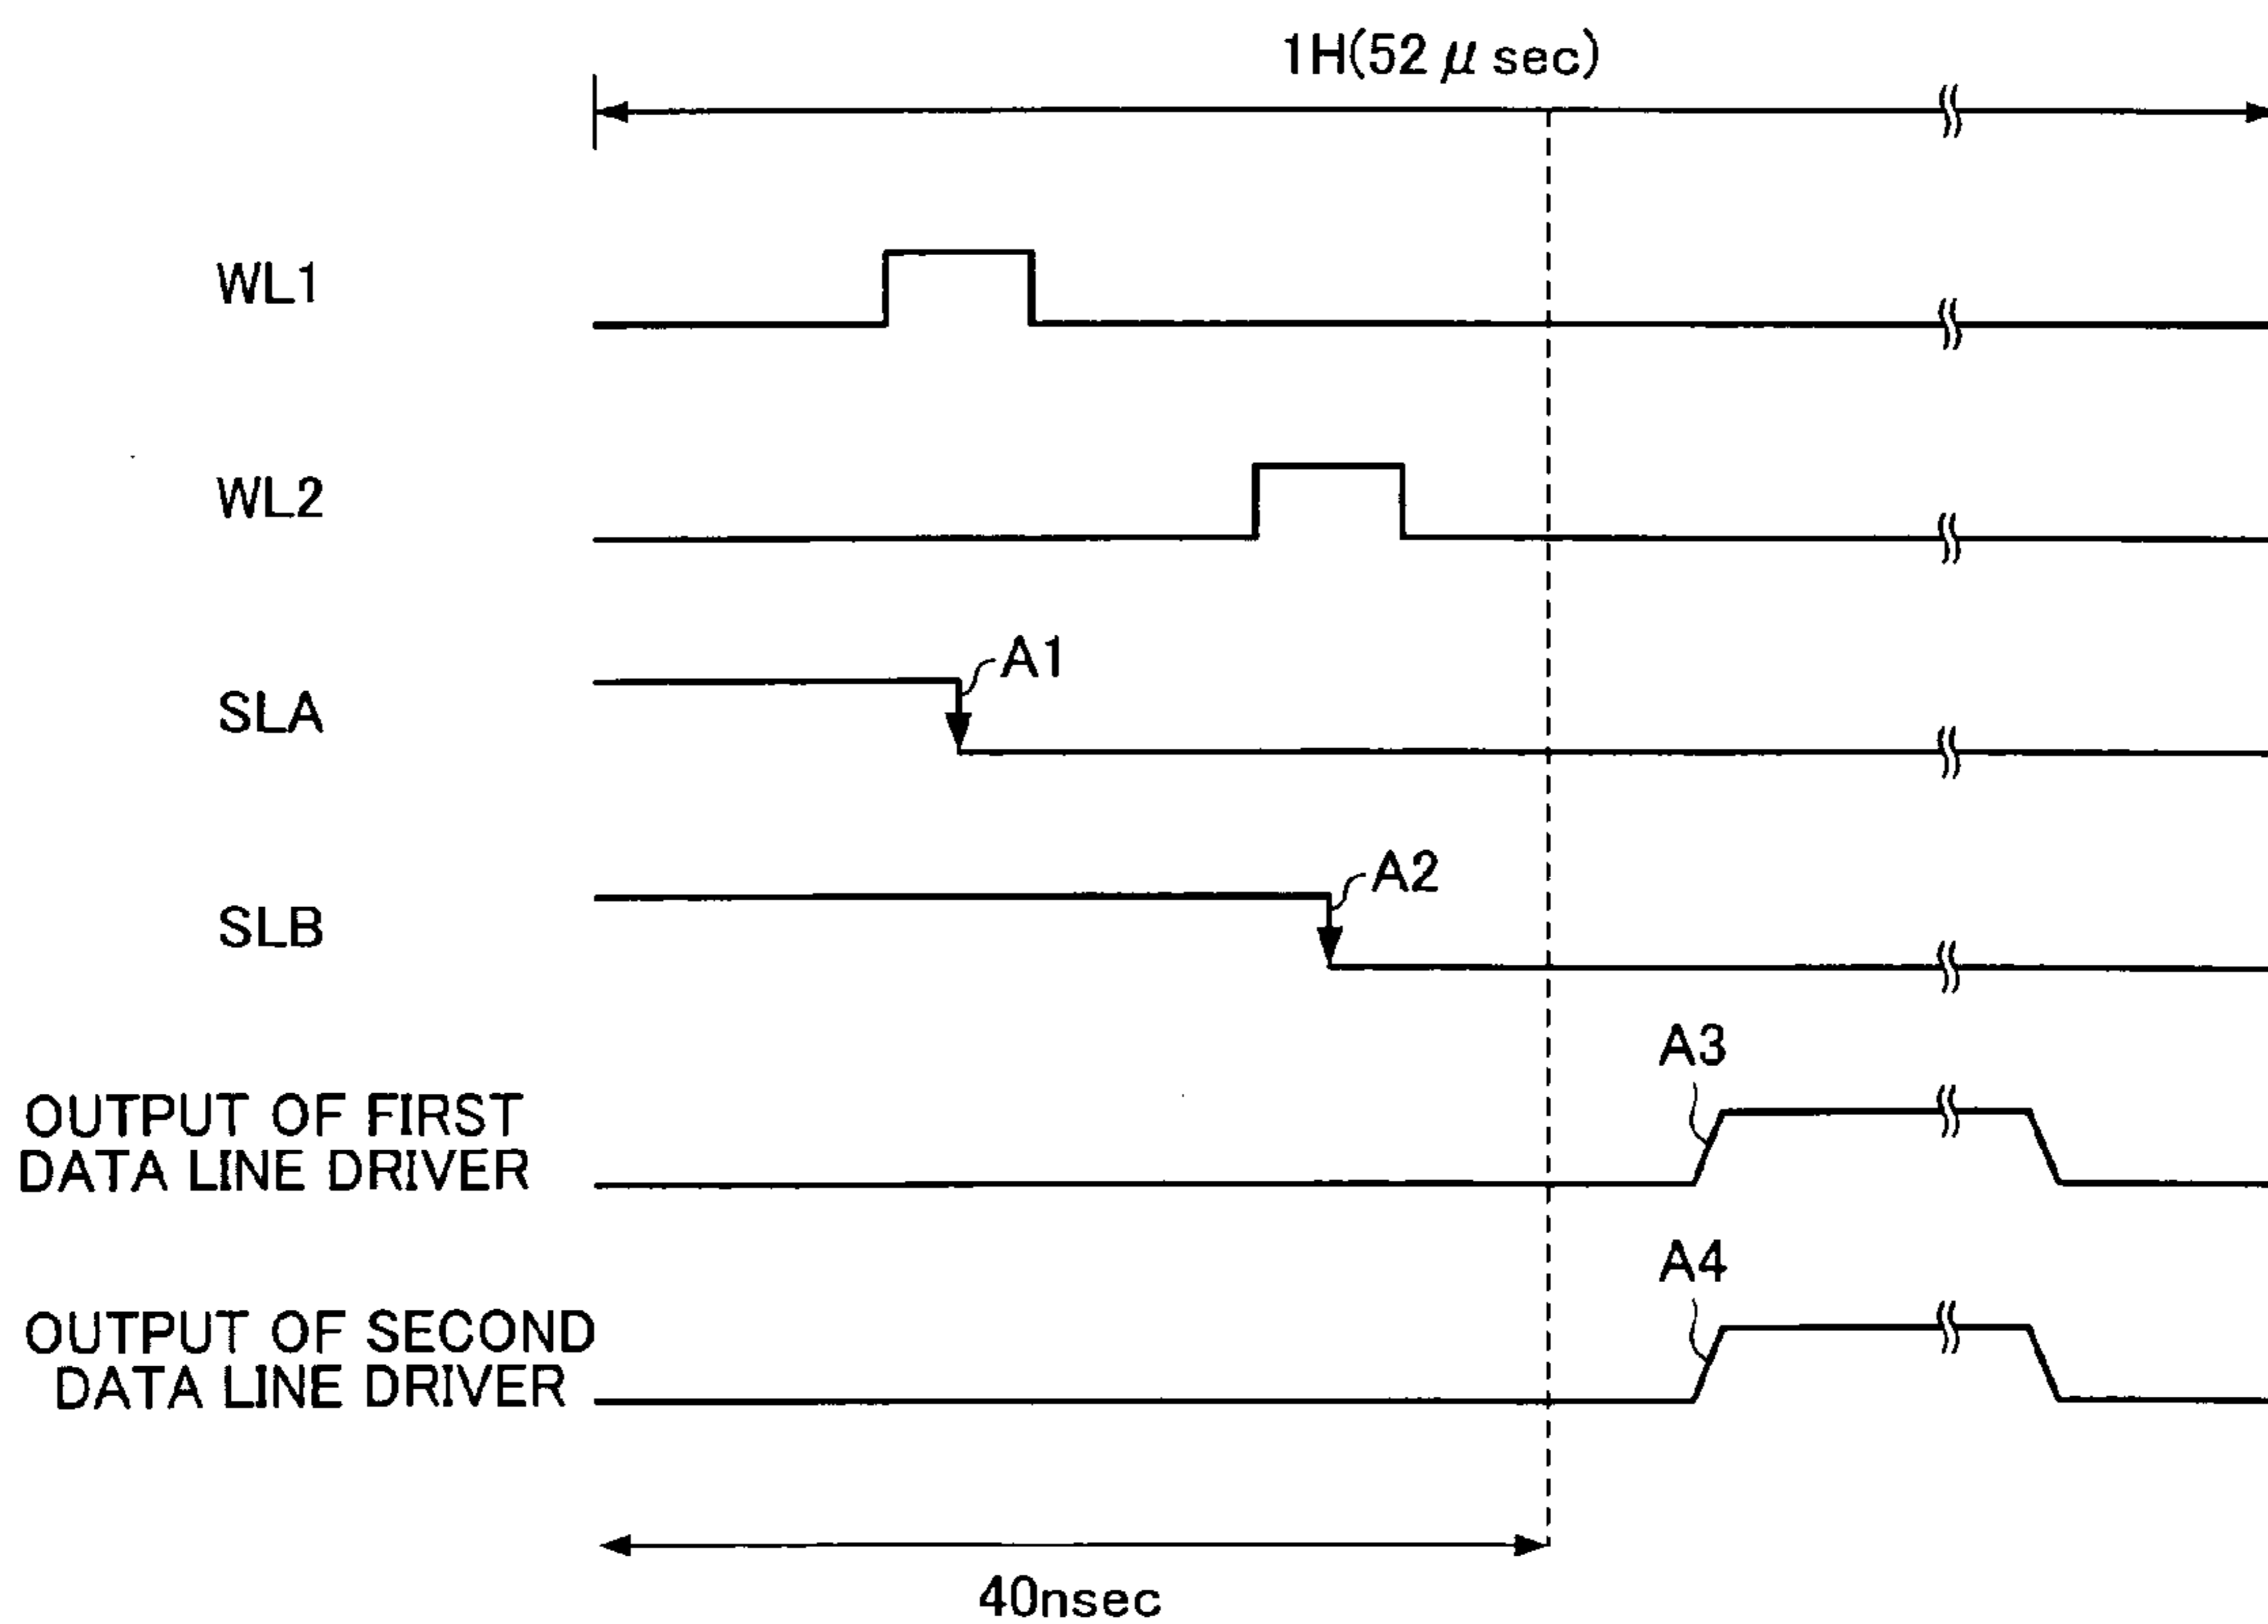 1H(52 μ sec)
WL1
WL2
A1
SLA
A2
SLB
A3
OUTPUT OF FIRST
DATA LINE DRIVER
A4
OUTPUT OF SECOND
DATA LINE DRIVER
40nsec